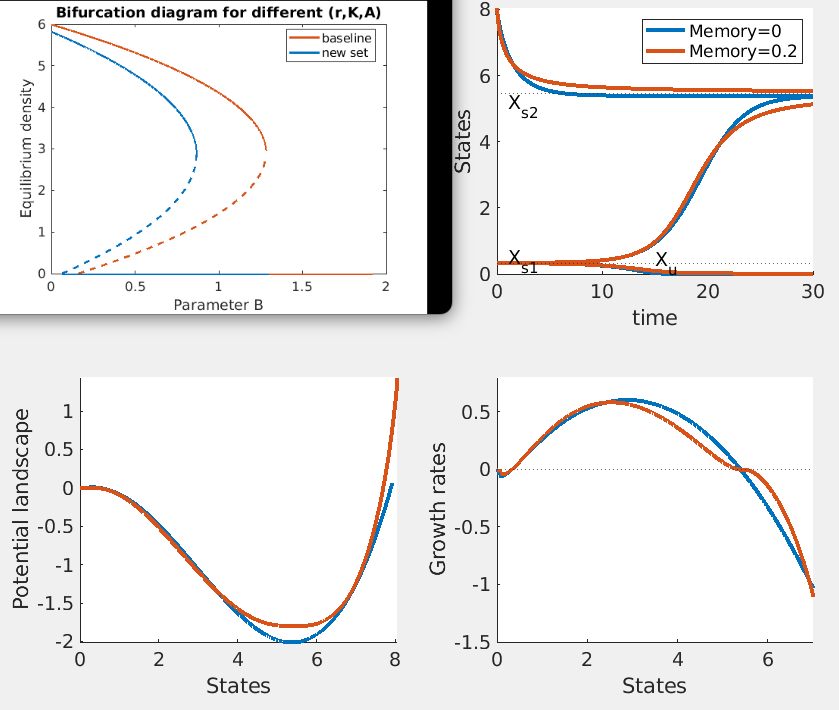 Bifurcation diagram for different (r,K,A)
6
5
4
3
2
1
0
Equilibrium density
baseline
new set
0 0.5 1 1.5 2
Parameter B
8
6
4
2
0
States
Memory=0
Memory=0.2
Xs2
Xs1
Xu
0 10 20 30
time
1
0.5
0
-0.5
-1
-1.5
-2
Potential landscape
0 2 4 6 8
States
0.5
0
-0.5
-1
-1.5
Growth rates
0 2 4 6
States